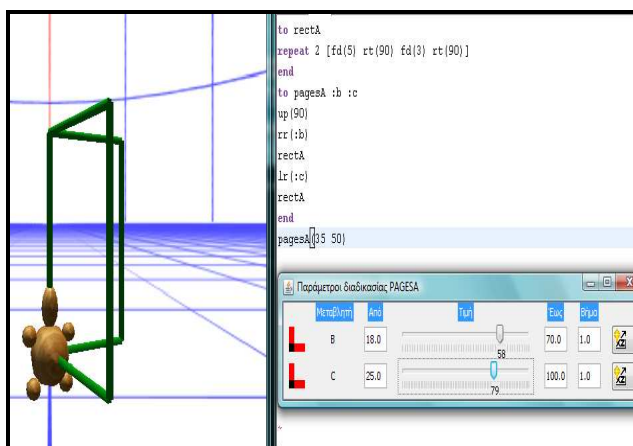 to rectA
repeat 2 [fd(5) rt(90) fd(3) rt(90)]
end
to pagesA :b :c
up(90)
rr(:b)
rectA
lr(:c)
rectA
end
pagesA(35 50)
Παράμετροι διαδικασίας PAGESA
Μεταβλητή Από Τιμή Έως Βήμα
B 18.0 58 70.0 1.0
C 25.0 79 100.0 1.0
~